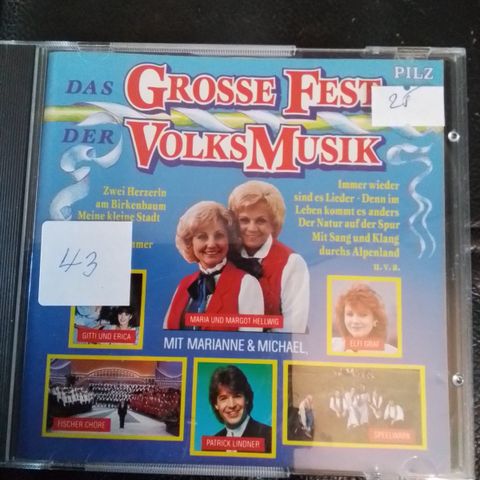 PILZ
DAS GROSSE FEST
25
DER VOLKSMUSIK
Zwei Herzerln
am Birkenbaum
Meine kleine Stadt
43
Immer wieder
sind es Lieder · Denn im
Leben kommt es anders
Der Natur auf der Spur
Mit Sang und Klang
durchs Alpenland
u. v. a.
MARIA UND MARGOT HELLWIG
GITTI UND ERICA
ELFI GRAF
MIT MARIANNE & MICHAEL,
FISCHER CHÖRE
PATRICK LINDNER
SPEELWARK